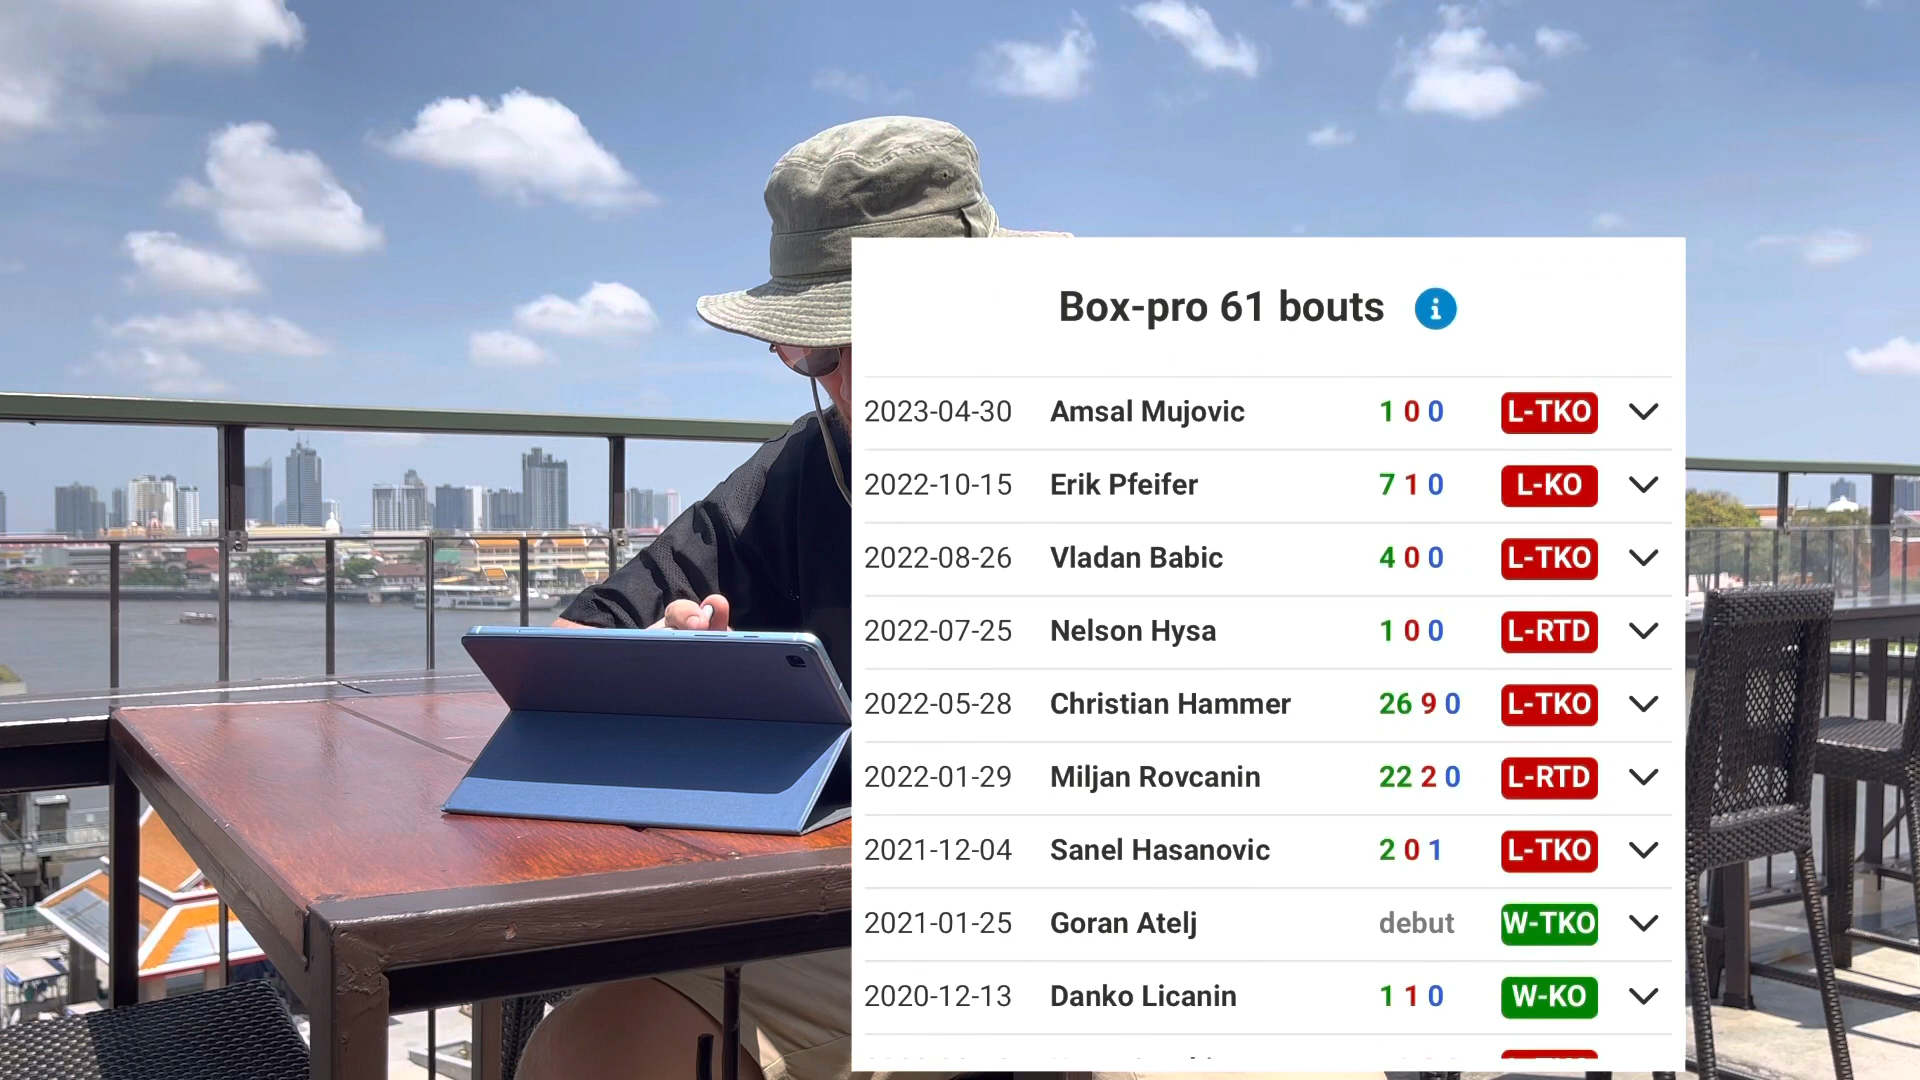 Box-pro 61 bouts
2023-04-30 Amsal Mujovic 1 0 0 L-TKO
2022-10-15 Erik Pfeifer 7 1 0 L-KO
2022-08-26 Vladan Babic 4 0 0 L-TKO
2022-07-25 Nelson Hysa 1 0 0 L-RTD
2022-05-28 Christian Hammer 26 9 0 L-TKO
2022-01-29 Miljan Rovcanin 22 2 0 L-RTD
2021-12-04 Sanel Hasanovic 2 0 1 L-TKO
2021-01-25 Goran Atelj debut W-TKO
2020-12-13 Danko Licanin 1 1 0 W-KO